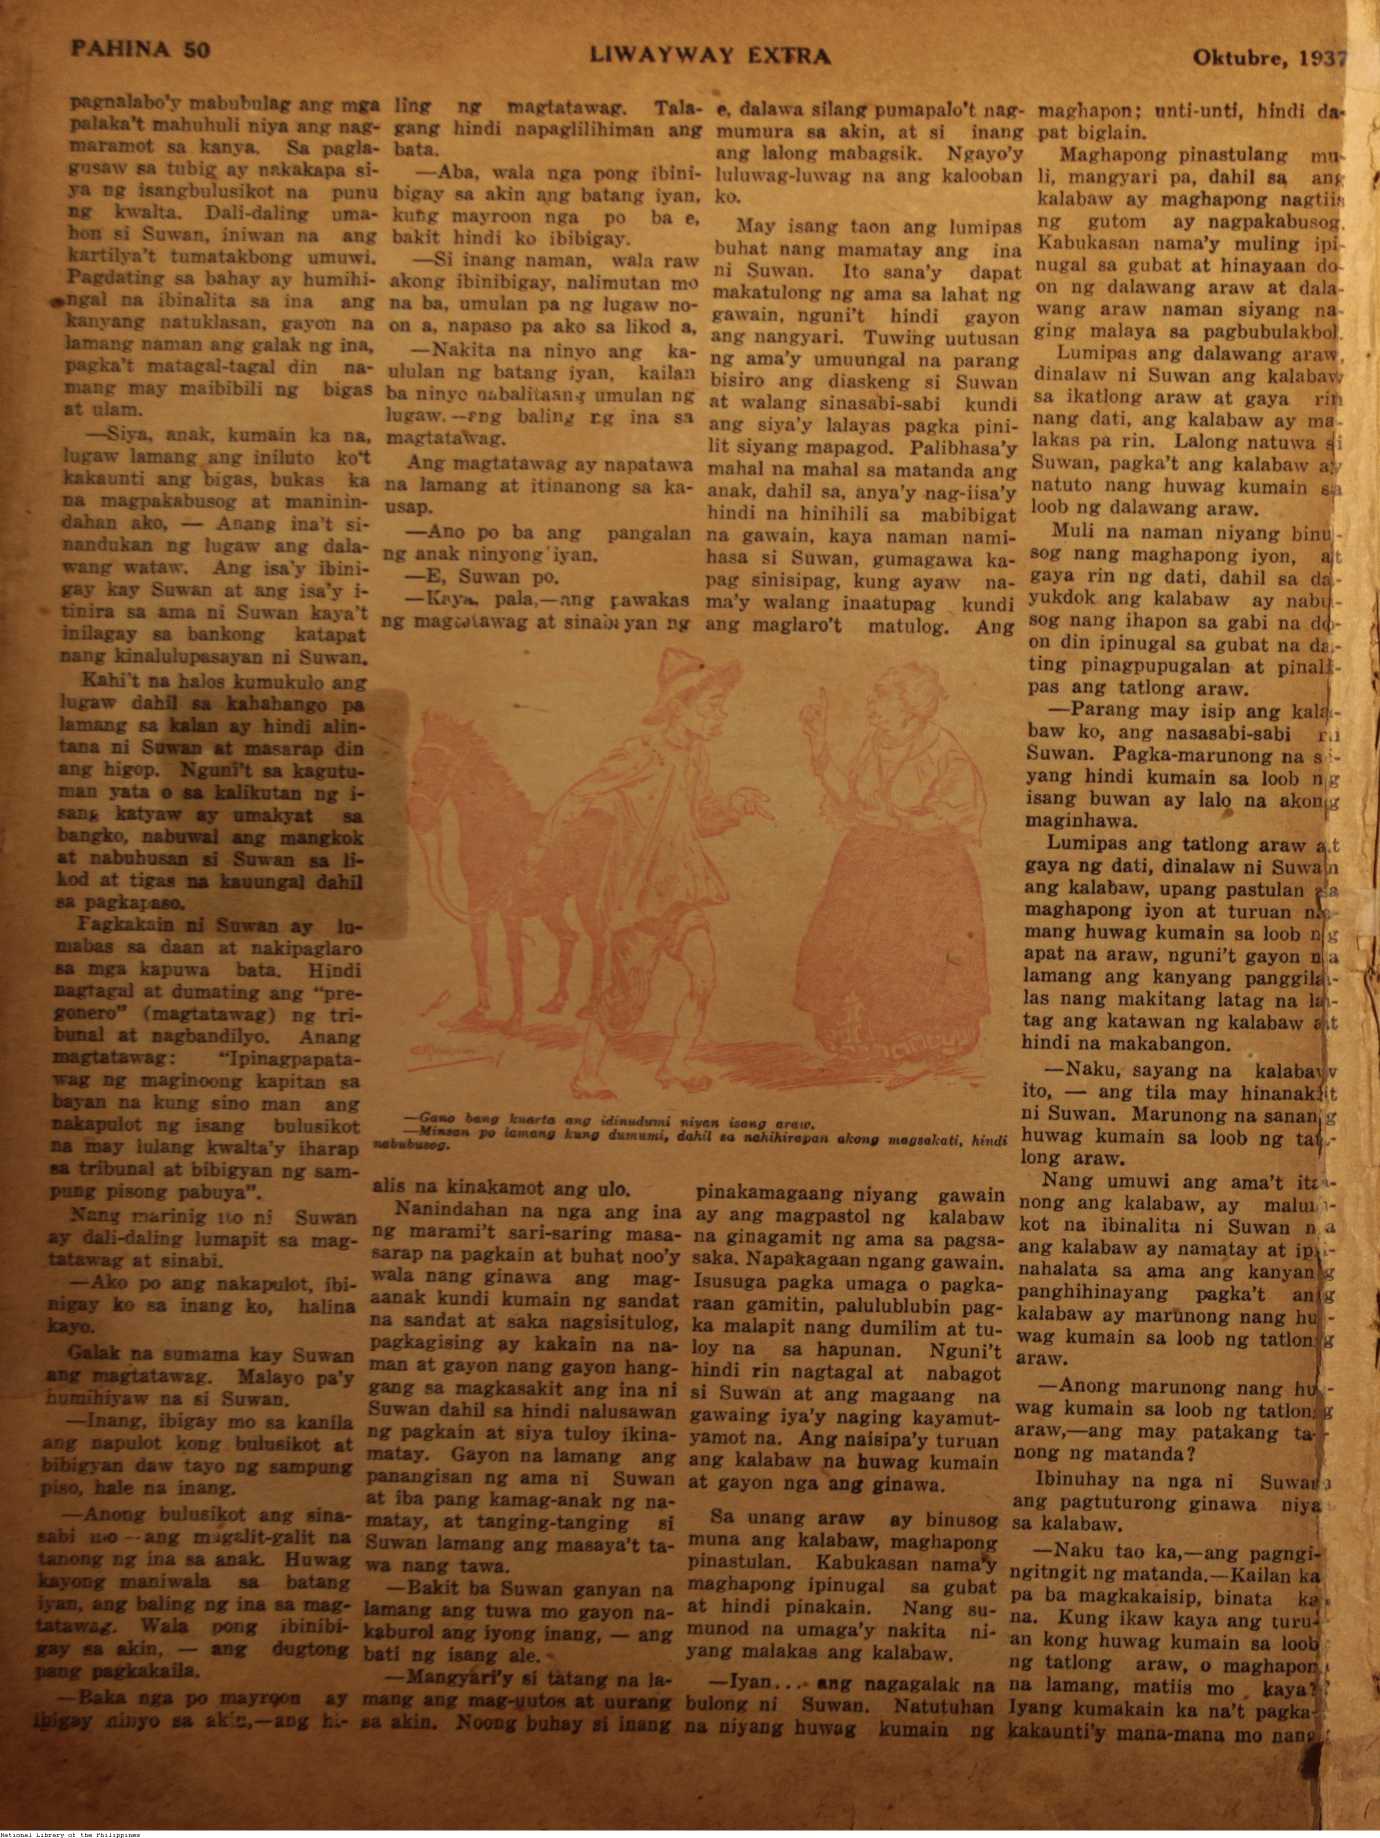 PAHINA 50
LIWAYWAY EXTRA
Oktubre, 1937
pagnalabo'y mabubulag ang mga
palaka't mahuhuli niya ang nag-
maramot sa kanya. Sa pagla-
gusaw sa tubig ay nakakapa si-
ya ng isangbulusikot na punu
ng kwalta. Dali-daling uma-
hon si Suwan, iniwan na ang
kartilya't tumatakbong umuwi.
Pagdating sa bahay ay humihi-
ngal na ibinalita sa ina ang
kanyang natuklasan, gayon na
lamang naman ang galak ng ina,
pagka't matagal-tagal din na-
mang may maibibili ng bigas
at ulam.
—Siya, anak, kumain ka na,
lugaw lamang ang iniluto ko't
kakaunti ang bigas, bukas ka
na magpakabusog at maninin-
dahan ako, — Anang ina't si-
nandukan ng lugaw ang dala-
wang wataw. Ang isa'y ibini-
gay kay Suwan at ang isa'y i-
tinira sa ama ni Suwan kaya't
inilagay sa bankong katapat
nang kinalulupasayan ni Suwan.
Kahi't na halos kumukulo ang
lugaw dahil sa kahahango pa
lamang sa kalan ay hindi alin-
tana ni Suwan at masarap din
ang higop. Nguni't sa kagutu-
man yata o sa kalikutan ng i-
sang katyaw ay umakyat sa
bangko, nabuwal ang mangkok
at nabuhusan si Suwan sa li-
kod at tigas na kauungal dahil
sa pagkapaso.
Pagkakain ni Suwan ay lu-
mabas sa daan at nakipaglaro
sa mga kapuwa bata. Hindi
nagtagal at dumating ang "pre-
gonero" (magtatawag) ng tri-
bunal at nagbandilyo. Anang
magtatawag: "Ipinagpapata-
wag ng maginoong kapitan sa
bayan na kung sino man ang
nakapulot ng isang bulusikot
na may lulang kwalta'y iharap
sa tribunal at bibigyan ng sam-
pung pisong pabuya".
Nang marinig ito ni Suwan
ay dali-daling lumapit sa mag-
tatawag at sinabi.
—Ako po ang nakapulot, ibi-
nigay ko sa inang ko, halina
kayo.
Galak na sumama kay Suwan
ang magtatawag. Malayo pa'y
humihiyaw na si Suwan.
—Inang, ibigay mo sa kanila
ang napulot kong bulusikot at
bibigyan daw tayo ng sampung
piso, hale na inang.
—Anong bulusikot ang sina-
sabi mo—ang magalit-galit na
tanong ng ina sa anak. Huwag
kayong maniwala sa batang
iyan, ang baling ng ina sa mag-
tatawag. Wala pong ibinibi-
gay sa akin, — ang dugtong
pang pagkakaila.
—Baka nga po mayroon ay
ibigay ninyo sa akin,—ang hi-
ling ng magtatawag. Tala-
gang hindi napaglilihiman ang
bata.
—Aba, wala nga pong ibini-
bigay sa akin ang batang iyan,
kung mayroon nga po ba e,
bakit hindi ko ibibigay.
—Si inang naman, wala raw
akong ibinibigay, nalimutan mo
na ba, umulan pa ng lugaw no-
on a, napaso pa ako sa likod a,
—Nakita na ninyo ang ka-
ululan ng batang iyan, kailan
ba ninyo nabalitaang umulan ng
lugaw.—ang baling ng ina sa
magtatawag.
Ang magtatawag ay napatawa
na lamang at itinanong sa ka-
usap.
—Ano po ba ang pangalan
ng anak ninyong iyan.
—E, Suwan po.
—Kaya pala,—ang pawakas
ng magtatawag at sinabayan ng
—Gano bang kuarta ang idinudumi niyan isang araw.
—Minsan po lamang kung dumumi, dahil sa nahihirapan akong magsakati, hindi
nabubusog.
alis na kinakamot ang ulo.
Nanindahan na nga ang ina
ng marami't sari-saring masa-
sarap na pagkain at buhat noo'y
wala nang ginawa ang mag-
aanak kundi kumain ng sandat
na sandat at saka nagsisitulog,
pagkagising ay kakain na na-
man at gayon nang gayon hang-
gang sa magkasakit ang ina ni
Suwan dahil sa hindi nalusawan
ng pagkain at siya tuloy ikina-
matay. Gayon na lamang ang
panangisan ng ama ni Suwan
at iba pang kamag-anak ng na-
matay, at tanging-tanging si
Suwan lamang ang masaya't ta-
wa nang tawa.
—Bakit ba Suwan ganyan na
lamang ang tuwa mo gayon na-
kaburol ang iyong inang, — ang
bati ng isang ale.
—Mangyari'y si tatang na la-
mang ang mag-uutos at uurang
sa akin. Noong buhay si inang
e, dalawa silang pumapalo't nag-
mumura sa akin, at si inang
ang lalong mabagsik. Ngayo'y
luluwag-luwag na ang kalooban
ko.
May isang taon ang lumipas
buhat nang mamatay ang ina
ni Suwan. Ito sana'y dapat
makatulong ng ama sa lahat ng
gawain, nguni't hindi gayon
ang nangyari. Tuwing uutusan
ng ama'y umuungal na parang
bisiro ang diaskeng si Suwan
at walang sinasabi-sabi kundi
ang siya'y lalayas pagka pini-
lit siyang mapagod. Palibhasa'y
mahal na mahal sa matanda ang
anak, dahil sa, anya'y nag-iisa'y
hindi na hinihili sa mabibigat
na gawain, kaya naman nami-
hasa si Suwan, gumagawa ka-
pag sinisipag, kung ayaw na-
ma'y walang inaatupag kundi
ang maglaro't matulog. Ang
pinakamagaang niyang gawain
ay ang magpastol ng kalabaw
na ginagamit ng ama sa pagsa-
saka. Napakagaan ngang gawain.
Isusuga pagka umaga o pagka-
raan gamitin, palulublubin pag-
ka malapit nang dumilim at tu-
loy na sa hapunan. Nguni't
hindi rin nagtagal at nabagot
si Suwan at ang magaang na
gawaing iya'y naging kayamut-
yamot na. Ang naisipa'y turuan
ang kalabaw na huwag kumain
at gayon nga ang ginawa.
Sa unang araw ay binusog
muna ang kalabaw, maghapong
pinastulan. Kabukasan nama'y
maghapong ipinugal sa gubat
at hindi pinakain. Nang su-
munod na umaga'y nakita ni-
yang malakas ang kalabaw.
—Iyan... ang nagagalak na
bulong ni Suwan. Natutuhan
na niyang huwag kumain ng
maghapon; unti-unti, hindi da-
pat biglain.
Maghapong pinastulang mu-
li, mangyari pa, dahil sa ang
kalabaw ay maghapong nagtiis
ng gutom ay nagpakabusog.
Kabukasan nama'y muling ipi-
nugal sa gubat at hinayaan do-
on ng dalawang araw at dala-
wang araw naman siyang na-
ging malaya sa pagbubulakbol.
Lumipas ang dalawang araw,
dinalaw ni Suwan ang kalabaw
sa ikatlong araw at gaya rin
nang dati, ang kalabaw ay ma-
lakas pa rin. Lalong natuwa si
Suwan, pagka't ang kalabaw ay
natuto nang huwag kumain sa
loob ng dalawang araw.
Muli na naman niyang binu-
sog nang maghapong iyon, at
gaya rin ng dati, dahil sa da-
yukdok ang kalabaw ay nabu-
sog nang ihapon sa gabi na do-
on din ipinugal sa gubat na da-
ting pinagpupugalan at pinali-
pas ang tatlong araw.
—Parang may isip ang kala-
baw ko, ang nasasabi-sabi ni
Suwan. Pagka-marunong na si-
yang hindi kumain sa loob ng
isang buwan ay lalo na akong
maginhawa.
Lumipas ang tatlong araw at
gaya ng dati, dinalaw ni Suwan
ang kalabaw, upang pastulan sa
maghapong iyon at turuan na-
mang huwag kumain sa loob ng
apat na araw, nguni't gayon na
lamang ang kanyang panggila-
las nang makitang latag na la-
tag ang katawan ng kalabaw at
hindi na makabangon.
—Naku, sayang na kalabaw
ito, — ang tila may hinanakit
ni Suwan. Marunong na sanang
huwag kumain sa loob ng tat-
long araw.
Nang umuwi ang ama't ita-
nong ang kalabaw, ay malun-
kot na ibinalita ni Suwan na
ang kalabaw ay namatay at ipi-
nahalata sa ama ang kanyang
panghihinayang pagka't ang
kalabaw ay marunong nang hu-
wag kumain sa loob ng tatlong
araw.
—Anong marunong nang hu-
wag kumain sa loob ng tatlong
araw,—ang may patakang ta-
nong ng matanda?
Ibinuhay na nga ni Suwan
ang pagtuturong ginawa niya
sa kalabaw.
—Naku tao ka,—ang pagngi-
ngitngit ng matanda.—Kailan ka
pa ba magkakaisip, binata ka
na. Kung ikaw kaya ang turu-
an kong huwag kumain sa loob
ng tatlong araw, o maghapon
na lamang, matiis mo kaya?
Iyang kumakain ka na't pagka-
kakaunti'y mana-mana mo nang
National Library of the Philippines